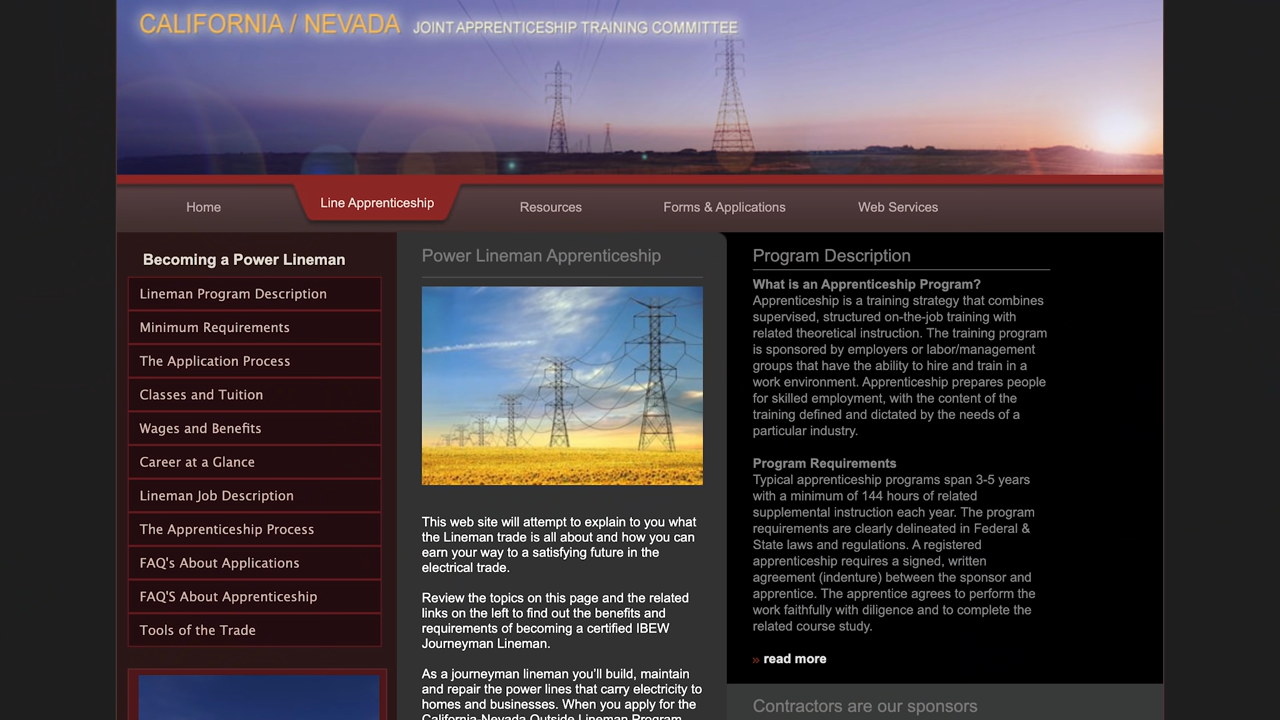 CALIFORNIA / NEVADA JOINT APPRENTICESHIP TRAINING COMMITTEE
Home
Line Apprenticeship
Resources
Forms & Applications
Web Services
Becoming a Power Lineman
Lineman Program Description
Minimum Requirements
The Application Process
Classes and Tuition
Wages and Benefits
Career at a Glance
Lineman Job Description
The Apprenticeship Process
FAQ's About Applications
FAQ'S About Apprenticeship
Tools of the Trade
Power Lineman Apprenticeship
This web site will attempt to explain to you what
the Lineman trade is all about and how you can
earn your way to a satisfying future in the
electrical trade.
Review the topics on this page and the related
links on the left to find out the benefits and
requirements of becoming a certified IBEW
Journeyman Lineman.
As a journeyman lineman you’ll build, maintain
and repair the power lines that carry electricity to
homes and businesses. When you apply for the
California-Nevada Outside Lineman Program
Program Description
What is an Apprenticeship Program?
Apprenticeship is a training strategy that combines
supervised, structured on-the-job training with
related theoretical instruction. The training program
is sponsored by employers or labor/management
groups that have the ability to hire and train in a
work environment. Apprenticeship prepares people
for skilled employment, with the content of the
training defined and dictated by the needs of a
particular industry.
Program Requirements
Typical apprenticeship programs span 3-5 years
with a minimum of 144 hours of related
supplemental instruction each year. The program
requirements are clearly delineated in Federal &
State laws and regulations. A registered
apprenticeship requires a signed, written
agreement (indenture) between the sponsor and
apprentice. The apprentice agrees to perform the
work faithfully with diligence and to complete the
related course study.
» read more
Contractors are our sponsors